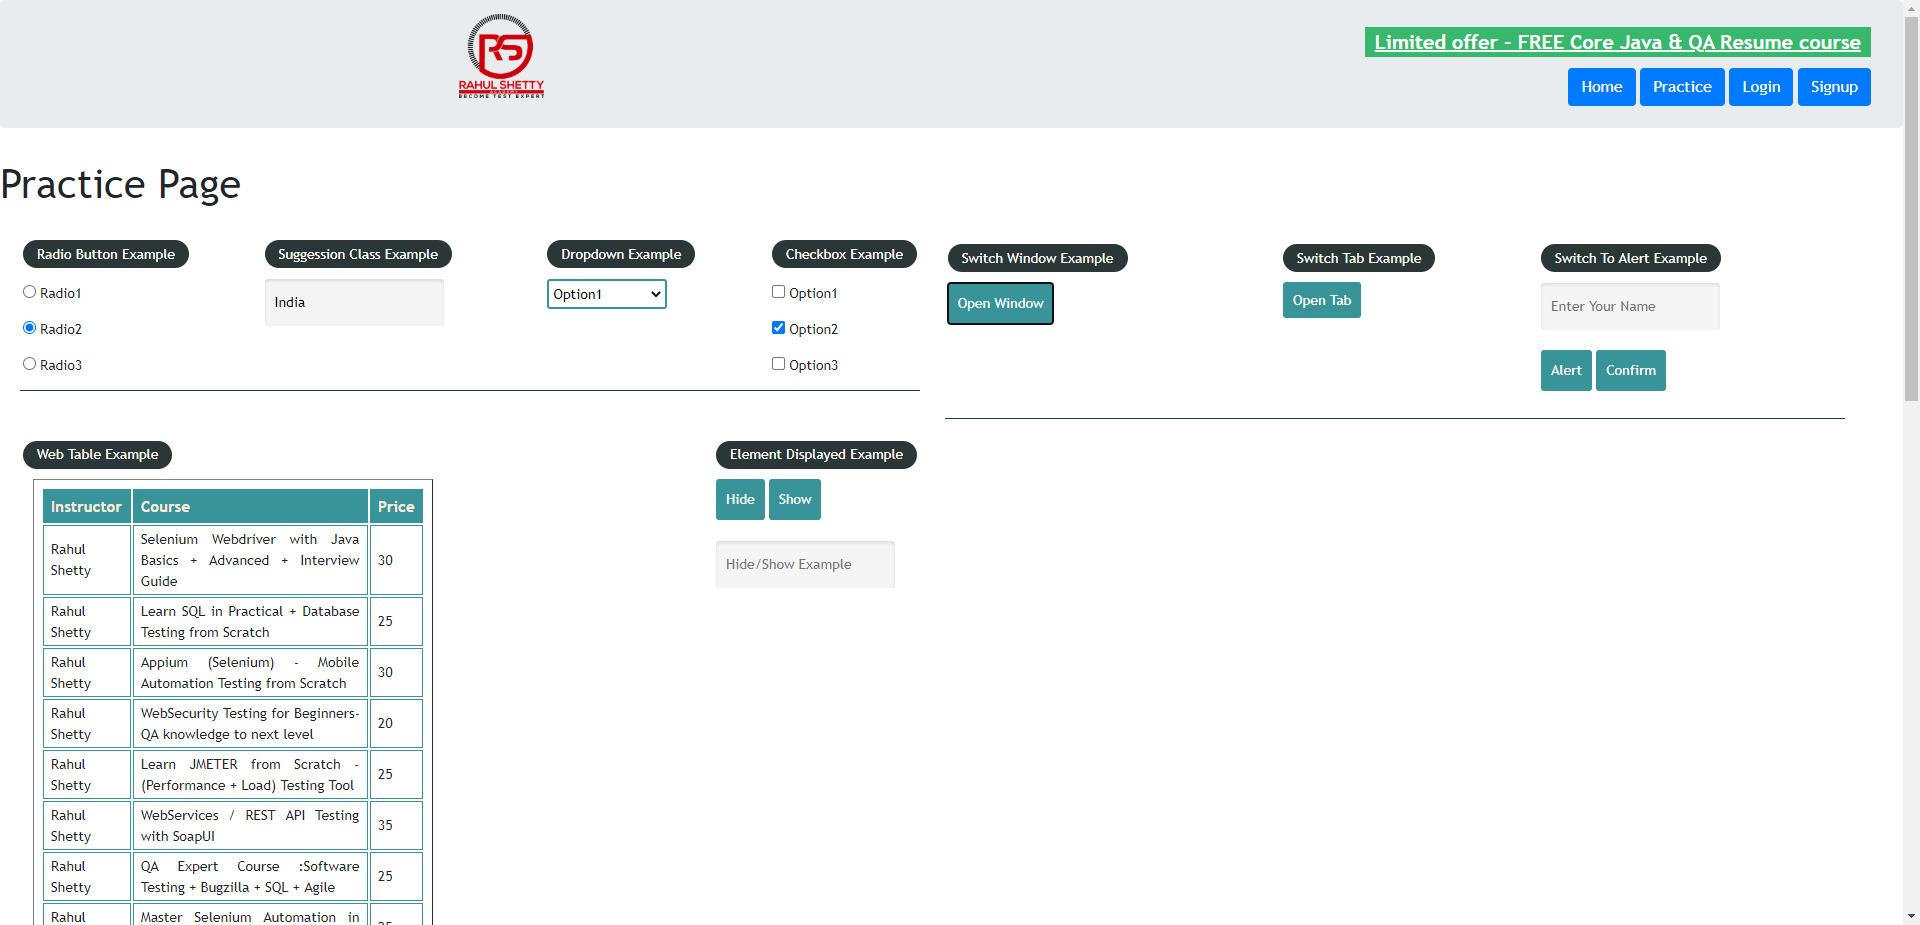 RAHUL SHETTY
ACADEMY
BECOME TEST EXPERT
Limited offer - FREE Core Java & QA Resume course
Home Practice Login Signup
Practice Page
Radio Button Example
Radio1
Radio2
Radio3
Suggession Class Example
India
Dropdown Example
Option1
Checkbox Example
Option1
Option2
Option3
Switch Window Example
Open Window
Switch Tab Example
Open Tab
Switch To Alert Example
Enter Your Name
Alert Confirm
Web Table Example
Instructor Course Price
Rahul Shetty Selenium Webdriver with Java
Basics + Advanced + Interview
Guide 30
Rahul Shetty Learn SQL in Practical + Database
Testing from Scratch 25
Rahul Shetty Appium (Selenium) - Mobile
Automation Testing from Scratch 30
Rahul Shetty WebSecurity Testing for Beginners-
QA knowledge to next level 20
Rahul Shetty Learn JMETER from Scratch -
(Performance + Load) Testing Tool 25
Rahul Shetty WebServices / REST API Testing
with SoapUI 35
Rahul Shetty QA Expert Course :Software
Testing + Bugzilla + SQL + Agile 25
Rahul Master Selenium Automation in
Element Displayed Example
Hide Show
Hide/Show Example